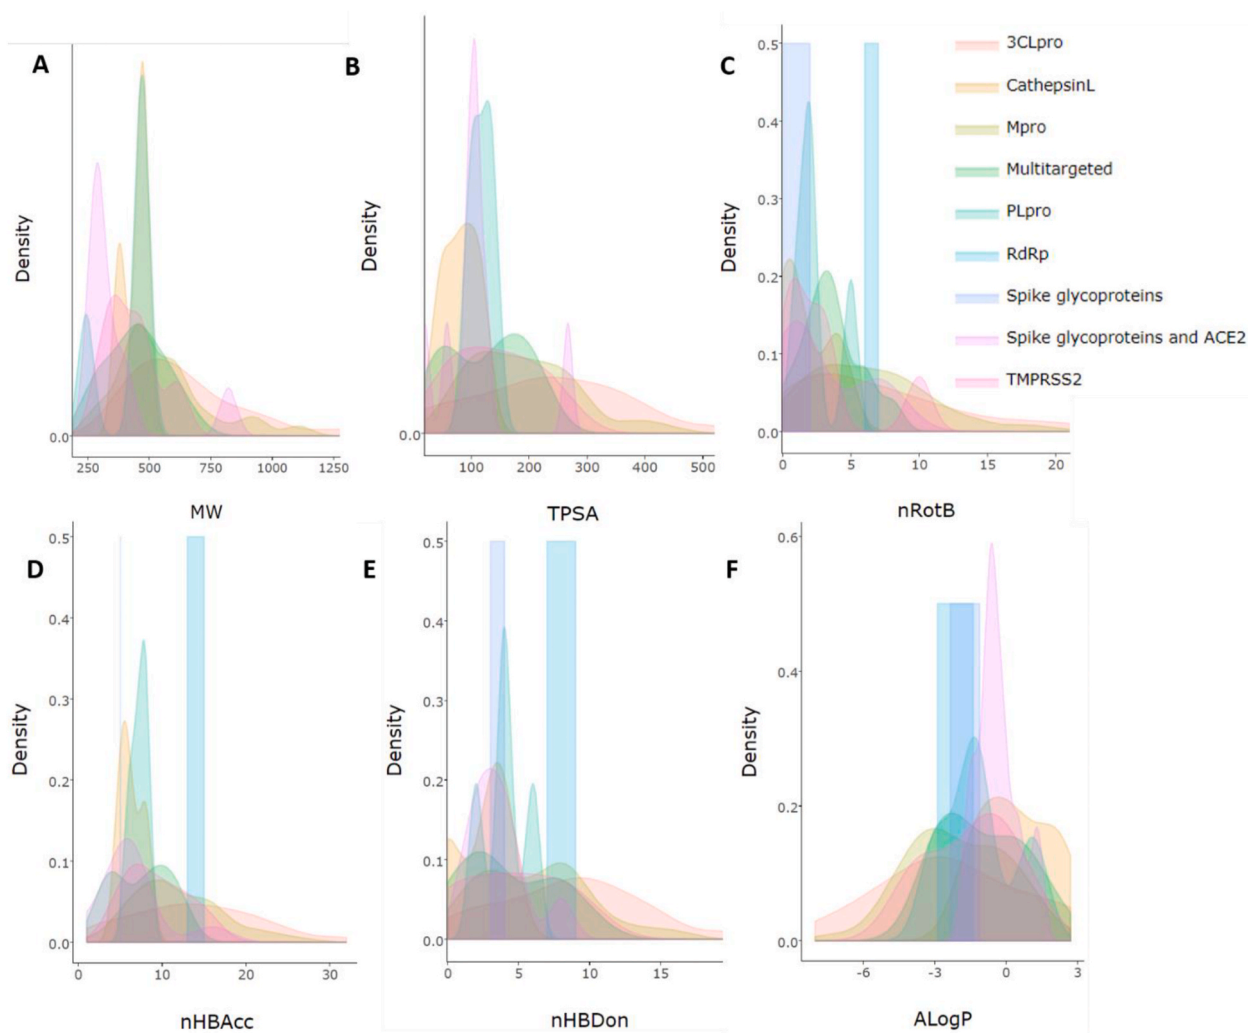 A
Density
0.0
250 500 750 1000 1250
MW
B
Density
0.0
100 200 300 400 500
TPSA
C
Density
0.5
0.4
0.3
0.2
0.1
0.0
0 5 10 15 20
nRotB
3CLpro
CathepsinL
Mpro
Multitargeted
PLpro
RdRp
Spike glycoproteins
Spike glycoproteins and ACE2
TMPRSS2
D
Density
0.5
0.4
0.3
0.2
0.1
0.0
0 10 20 30
nHBAcc
E
Density
0.5
0.4
0.3
0.2
0.1
0.0
0 5 10 15
nHBDon
F
Density
0.6
0.4
0.2
0.0
-6 -3 0 3
ALogP